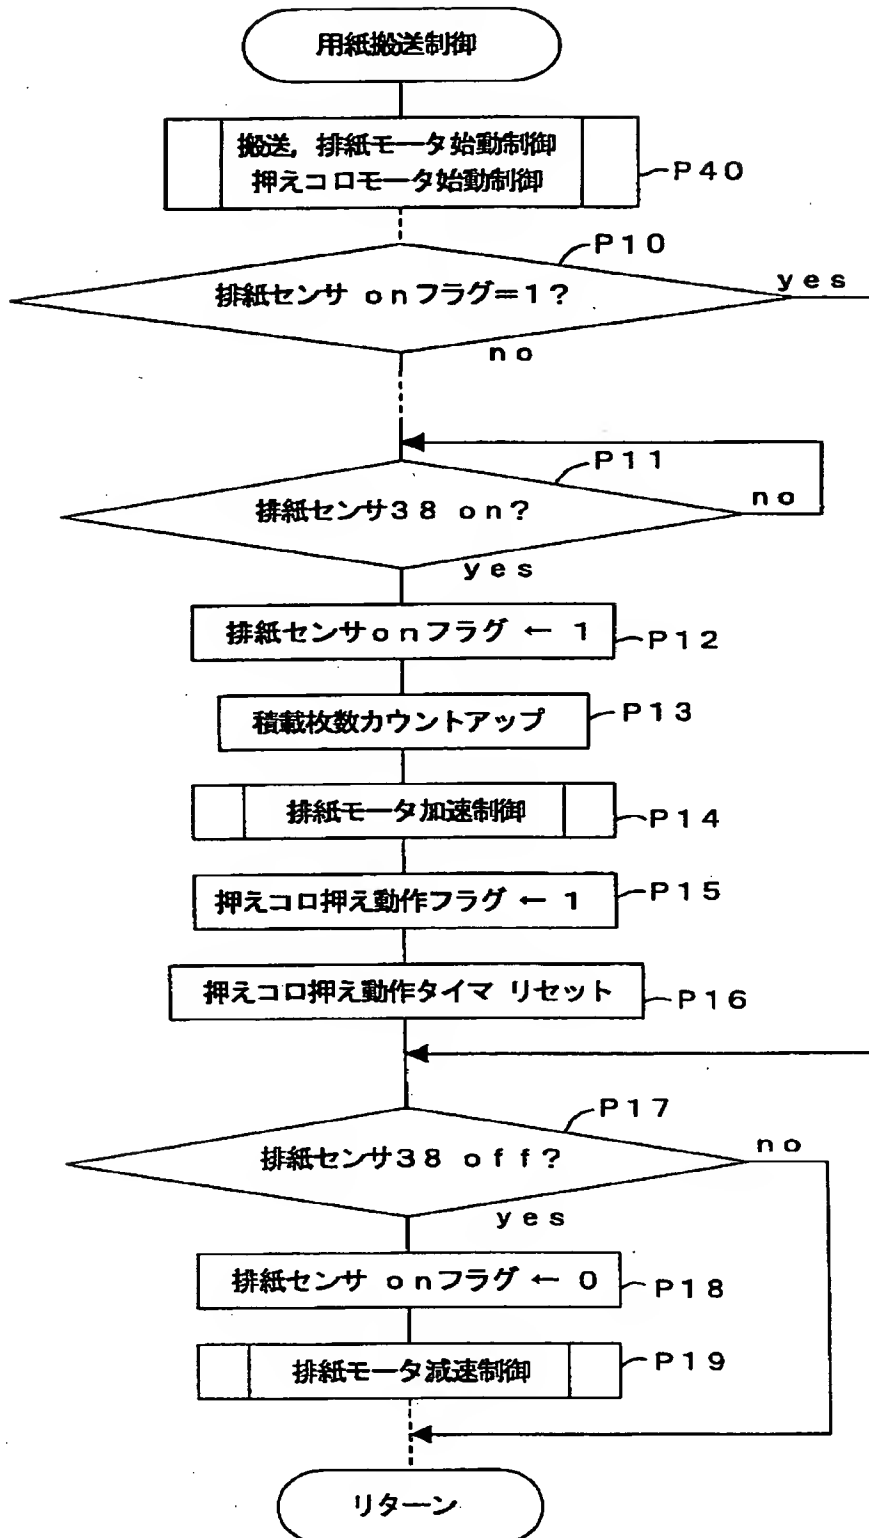 用紙搬送制御
搬送，排紙モータ始動制御
押えコロモータ始動制御
P40
P10
排紙センサ onフラグ=1?
yes
no
P11
排紙センサ38 on?
no
yes
排紙センサonフラグ ← 1
P12
積載枚数カウントアップ
P13
排紙モータ加速制御
P14
押えコロ押え動作フラグ ← 1
P15
押えコロ押え動作タイマ リセット
P16
P17
排紙センサ38 off?
no
yes
排紙センサ onフラグ ← 0
P18
排紙モータ減速制御
P19
リターン